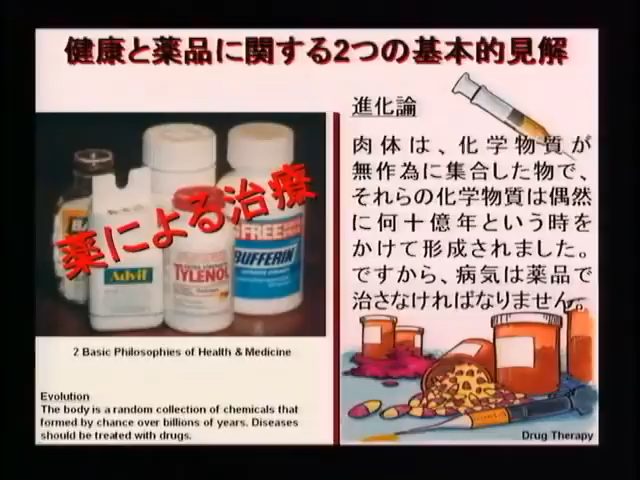 健康と薬品に関する2つの基本的見解
進化論
肉体は、化学物質が
無作為に集合した物で、
それらの化学物質は偶然
に何十億年という時を
かけて形成されました。
ですから、病気は薬品で
治さなければなりません。
薬による治療
Advil
TYLENOL
FREE
BUFFERIN
2 Basic Philosophies of Health & Medicine
Evolution
The body is a random collection of chemicals that
formed by chance over billions of years. Diseases
should be treated with drugs.
Drug Therapy